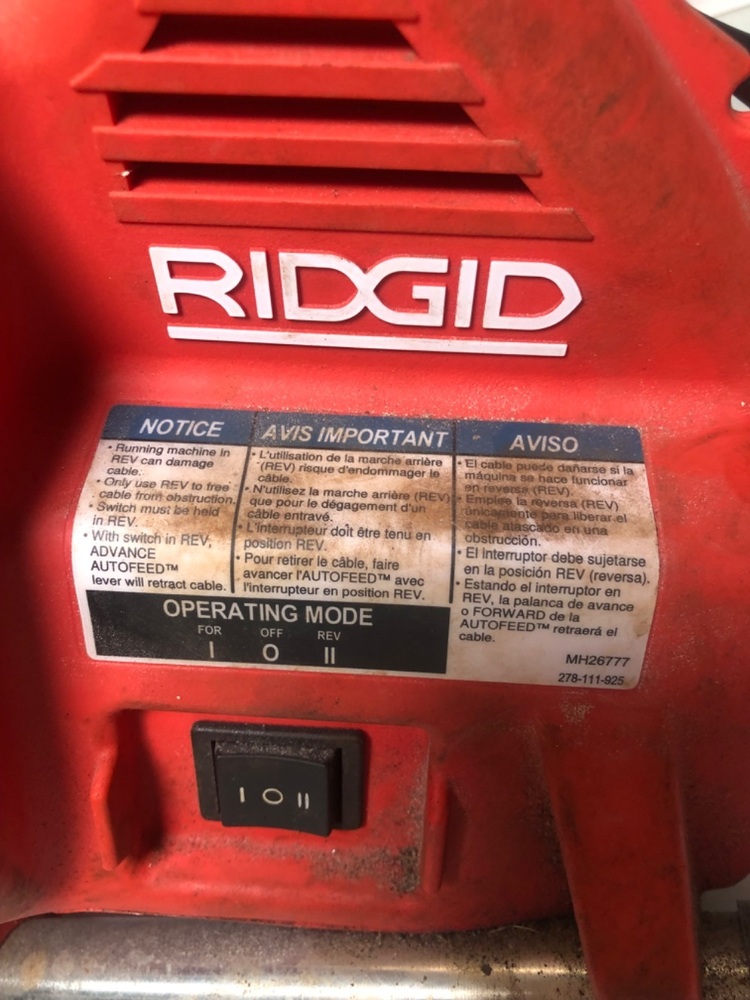 RIDGID
NOTICE
• Running machine in
REV can damage
cable.
• Only use REV to free
cable from obstruction.
• Switch must be held
in REV.
• With switch in REV,
ADVANCE
AUTOFEED™
lever will retract cable.
AVIS IMPORTANT
• L'utilisation de la marche arrière
(REV) risque d'endommager le
câble.
• N'utilisez la marche arrière (REV)
que pour le dégagement d'un
câble entravé.
• L'interrupteur doit être tenu en
position REV.
• Pour retirer le câble, faire
avancer l'AUTOFEED™ avec
l'interrupteur en position REV.
AVISO
• El cable puede dañarse si la
máquina se hace funcionar
en reversa (REV).
• Emplee la reversa (REV)
únicamente para liberar el
cable atascado en una
obstrucción.
• El interruptor debe sujetarse
en la posición REV (reversa).
• Estando el interruptor en
REV, la palanca de avance
o FORWARD de la
AUTOFEED™ retraerá el
cable.
MH26777
278-111-925
OPERATING MODE
FOR OFF REV
I O II
I O II